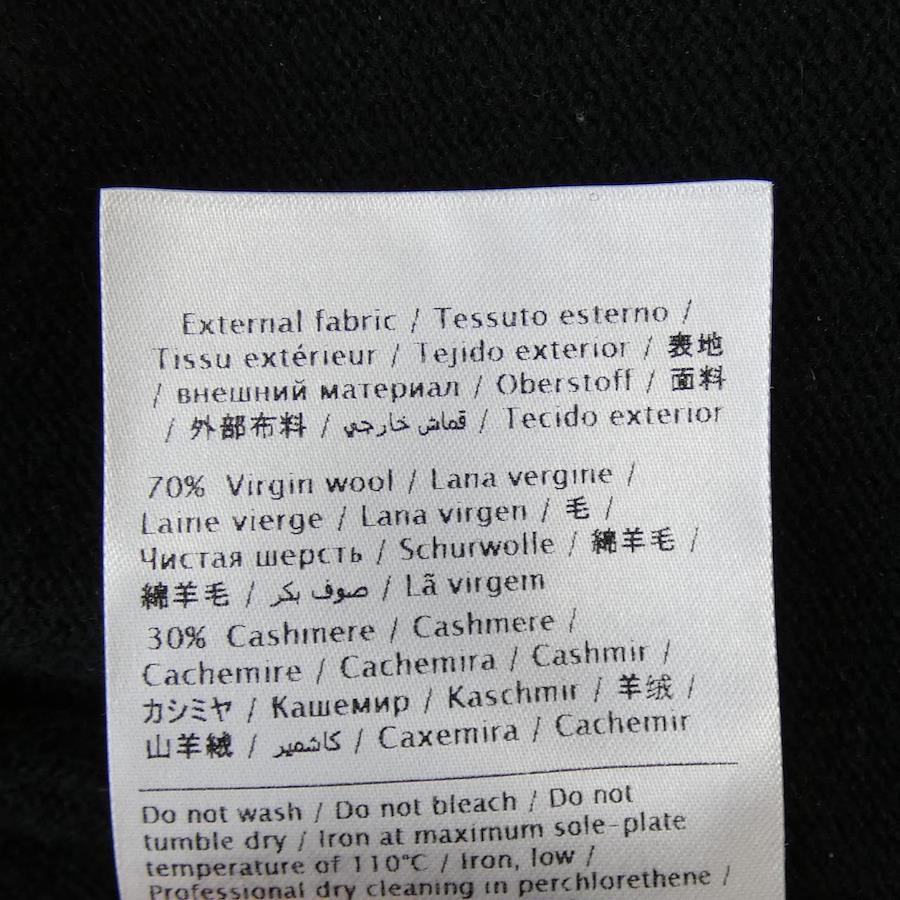 External fabric / Tessuto esterno /
Tissu extérieur / Tejido exterior / 表地
/ внешний материал / Oberstoff / 面料
/ 外部布料 / قماش خارجي / Tecido exterior
70% Virgin wool / Lana vergine /
Laine vierge / Lana virgen / 毛 /
Чистая шерсть / Schurwolle / 綿羊毛 /
綿羊毛 / صوف بكر / Lã virgem
30% Cashmere / Cashmere /
Cachemire / Cachemira / Cashmir /
カシミヤ / Кашемир / Kaschmir / 羊绒 /
山羊絨 / كاشمير / Caxemira / Cachemir
Do not wash / Do not bleach / Do not
tumble dry / Iron at maximum sole-plate
temperature of 110°C / Iron, low /
Professional dry cleaning in perchlorethene /